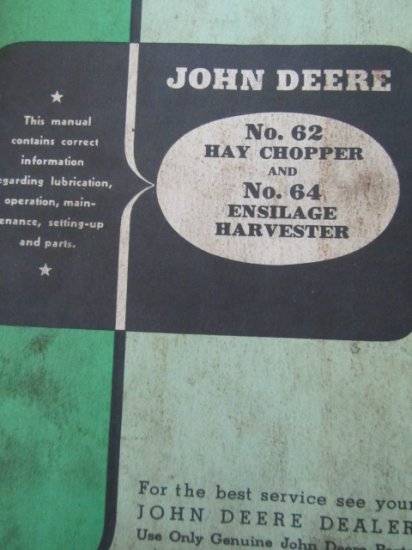 This manual
contains correct
information
egarding lubrication,
operation, main-
enance, setting-up
and parts.
JOHN DEERE
No. 62
HAY CHOPPER
AND
No. 64
ENSILAGE
HARVESTER
For the best service see your
JOHN DEERE DEALER
Use Only Genuine John Deere